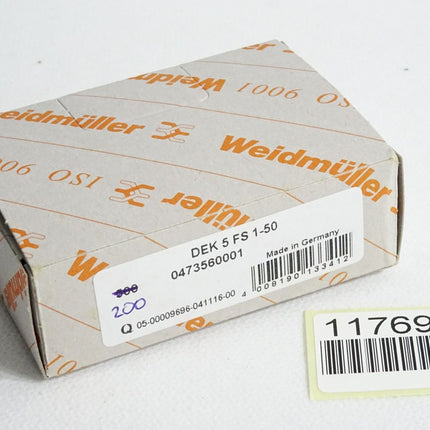 Weidmüller
ISO 9001
Weidmüller
ISO 9001
Weidmüller
DEK 5 FS 1-50
0473560001
Made in Germany
4 008190 133412
500
200
Q 05-00009696-041116-00
11769